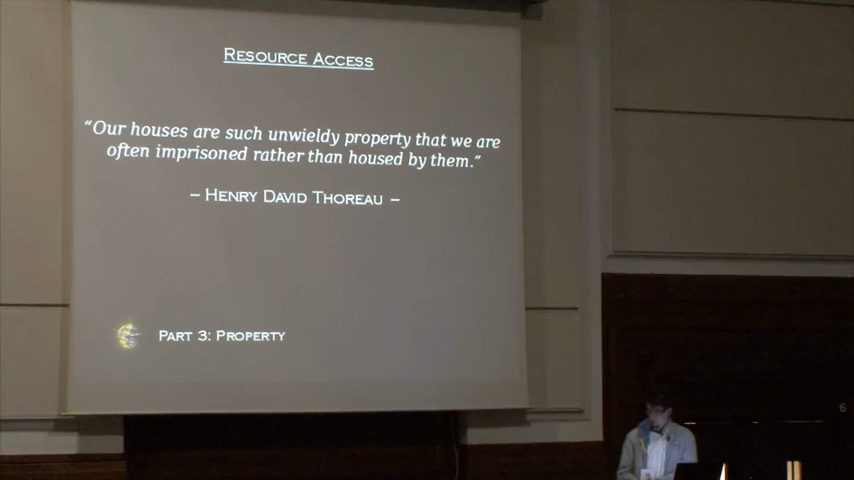 RESOURCE ACCESS
“Our houses are such unwieldy property that we are
often imprisoned rather than housed by them.”
– HENRY DAVID THOREAU –
PART 3: PROPERTY
6